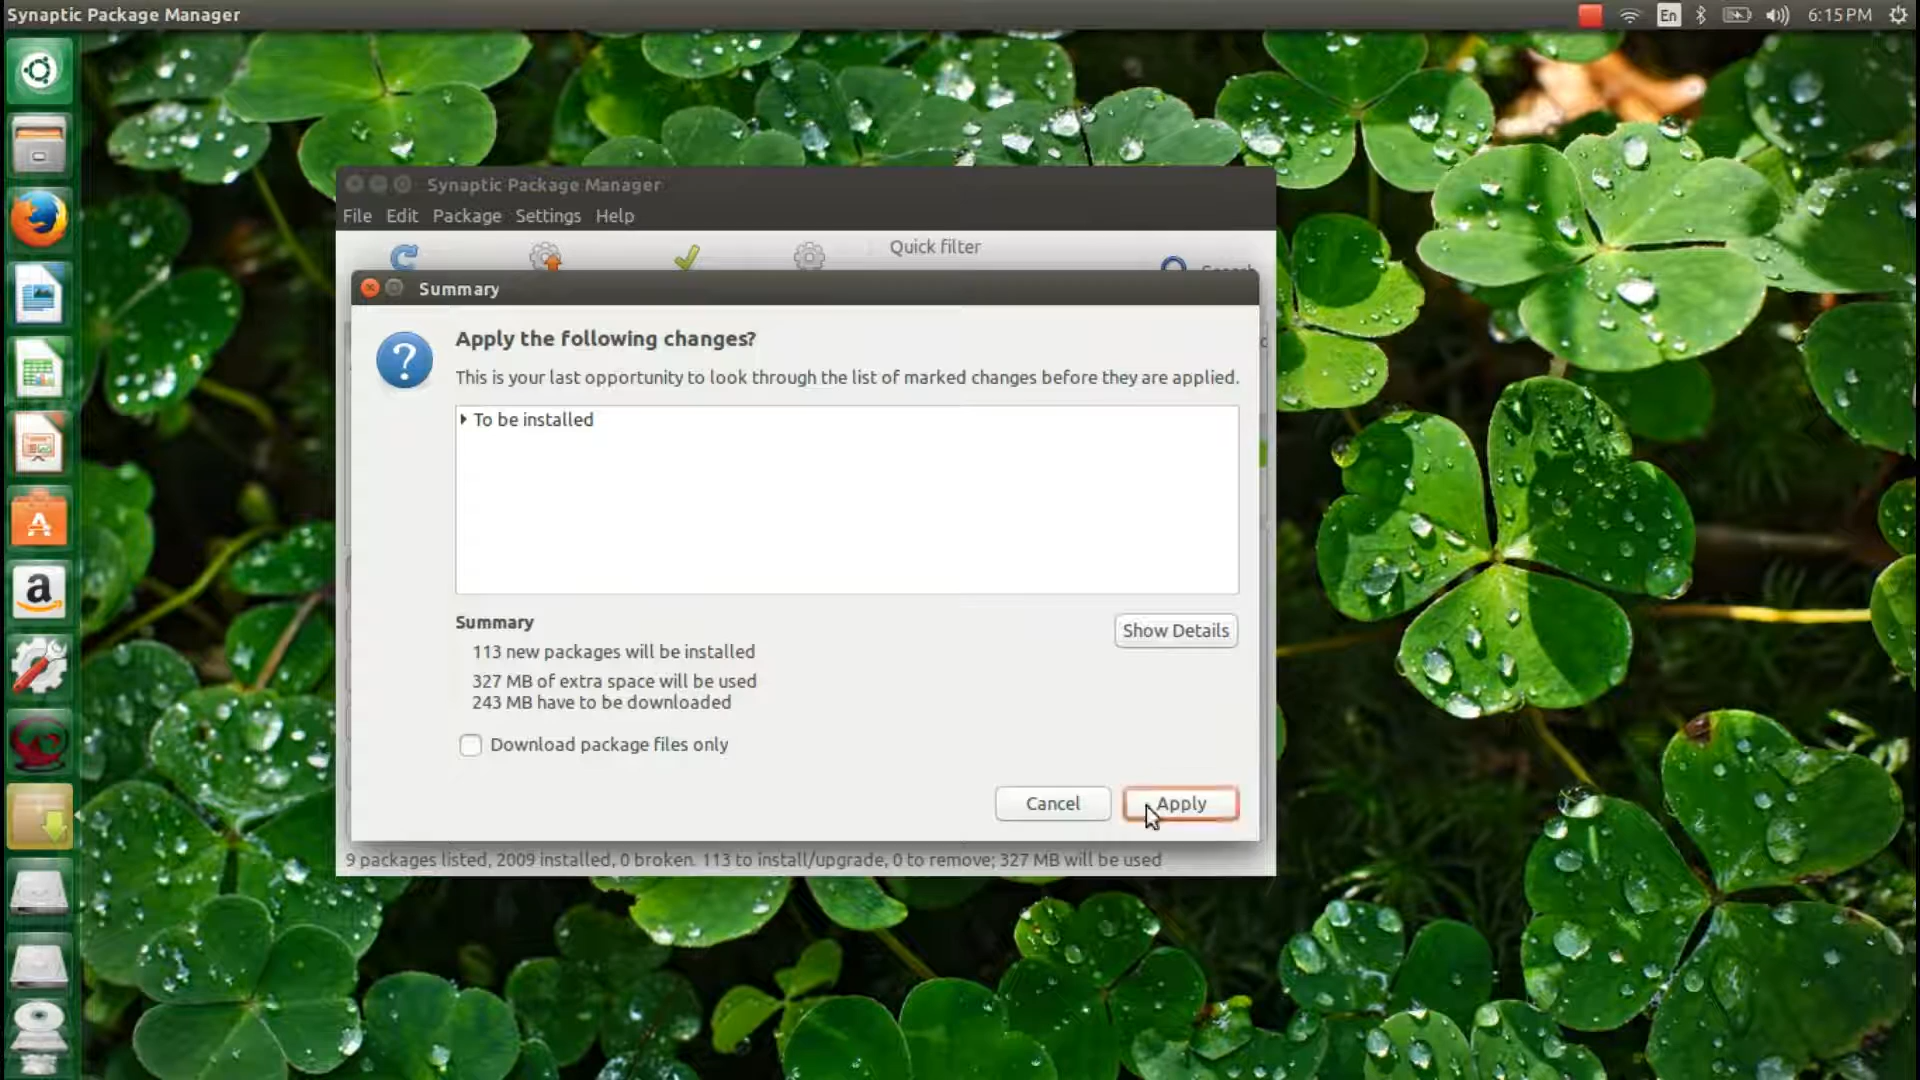 Synaptic Package Manager
En
6:15 PM
Synaptic Package Manager
File Edit Package Settings Help
Quick filter
Search
Summary
Apply the following changes?
This is your last opportunity to look through the list of marked changes before they are applied.
To be installed
Summary
Show Details
113 new packages will be installed
327 MB of extra space will be used
243 MB have to be downloaded
Download package files only
Cancel
Apply
9 packages listed, 2009 installed, 0 broken. 113 to install/upgrade, 0 to remove; 327 MB will be used